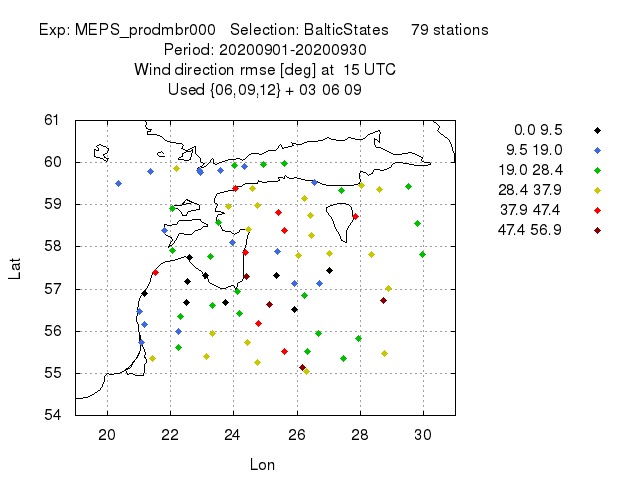 Exp: MEPS_prodmbr000 Selection: BalticStates 79 stations
Period: 20200901-20200930
Wind direction rmse [deg] at 15 UTC
Used {06,09,12} + 03 06 09
61
60
59
58
57
56
55
54
Lat
20 22 24 26 28 30
Lon
0.0 9.5
9.5 19.0
19.0 28.4
28.4 37.9
37.9 47.4
47.4 56.9